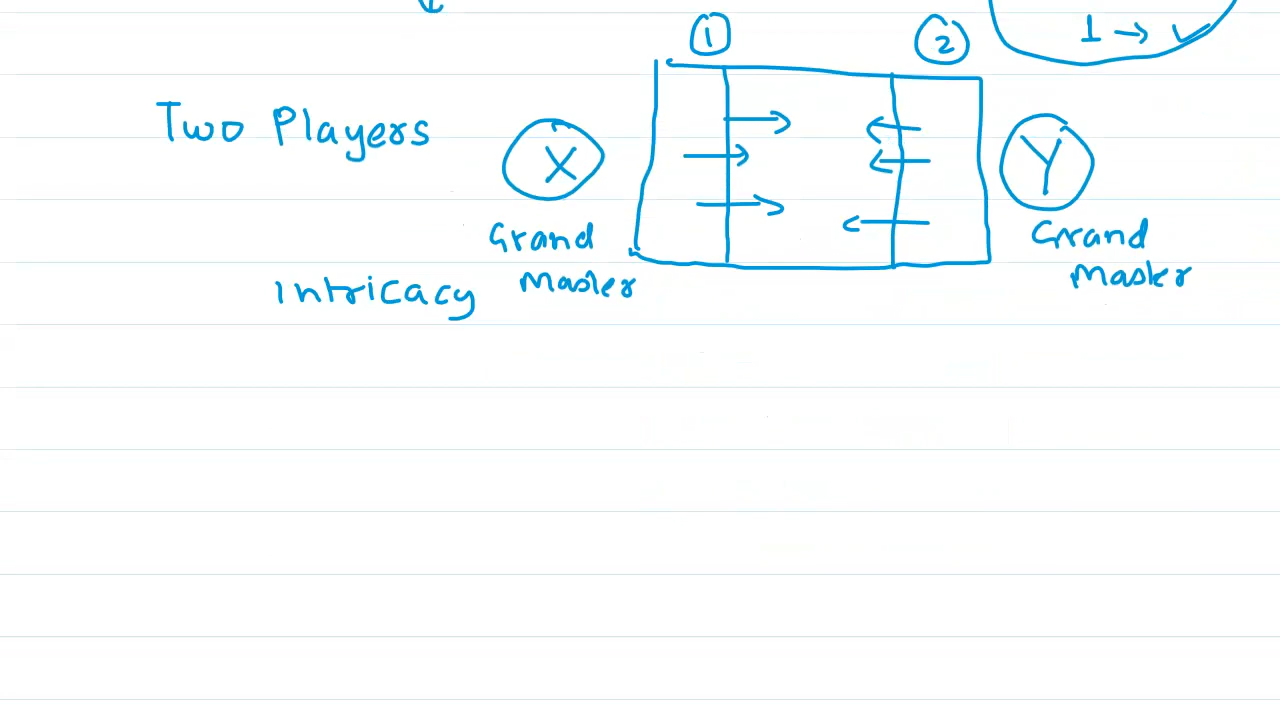 1 → ✓
① ②
Two Players
X Y
Grand Master
Grand Master
Intricacy